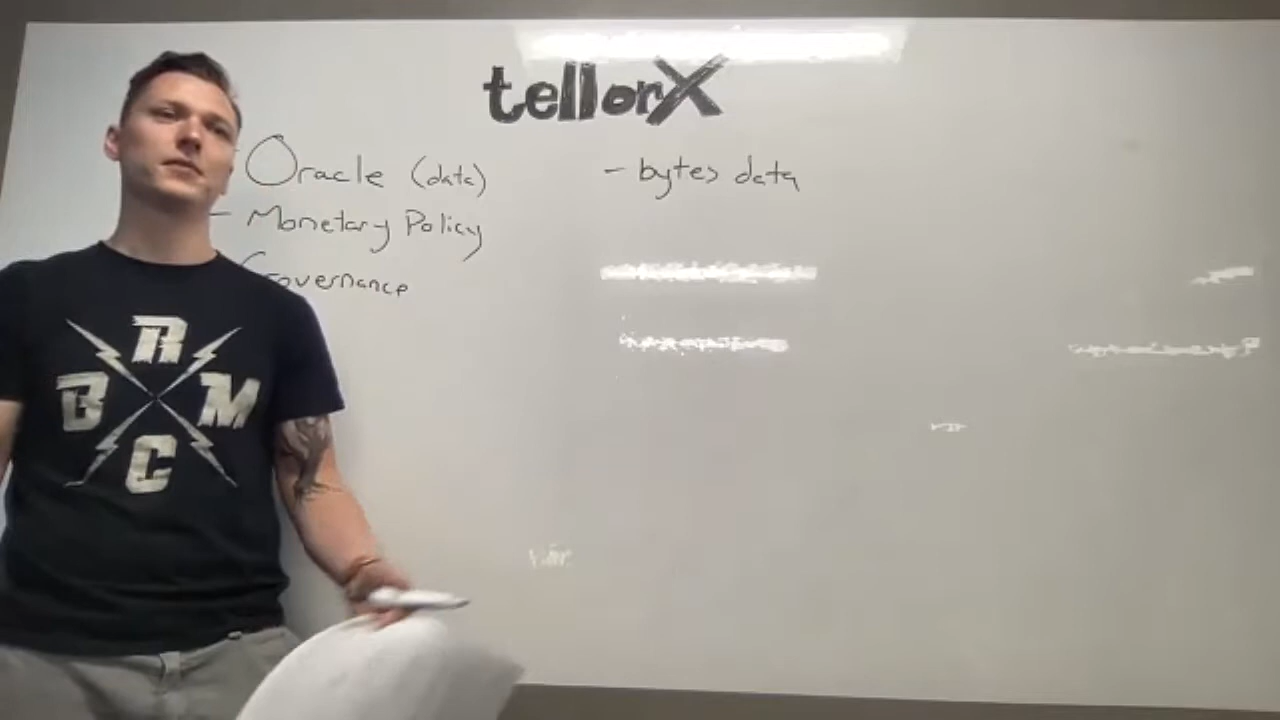 tellorX
Oracle (data)
- Monetary Policy
Governance
- bytes data
R
B M
C